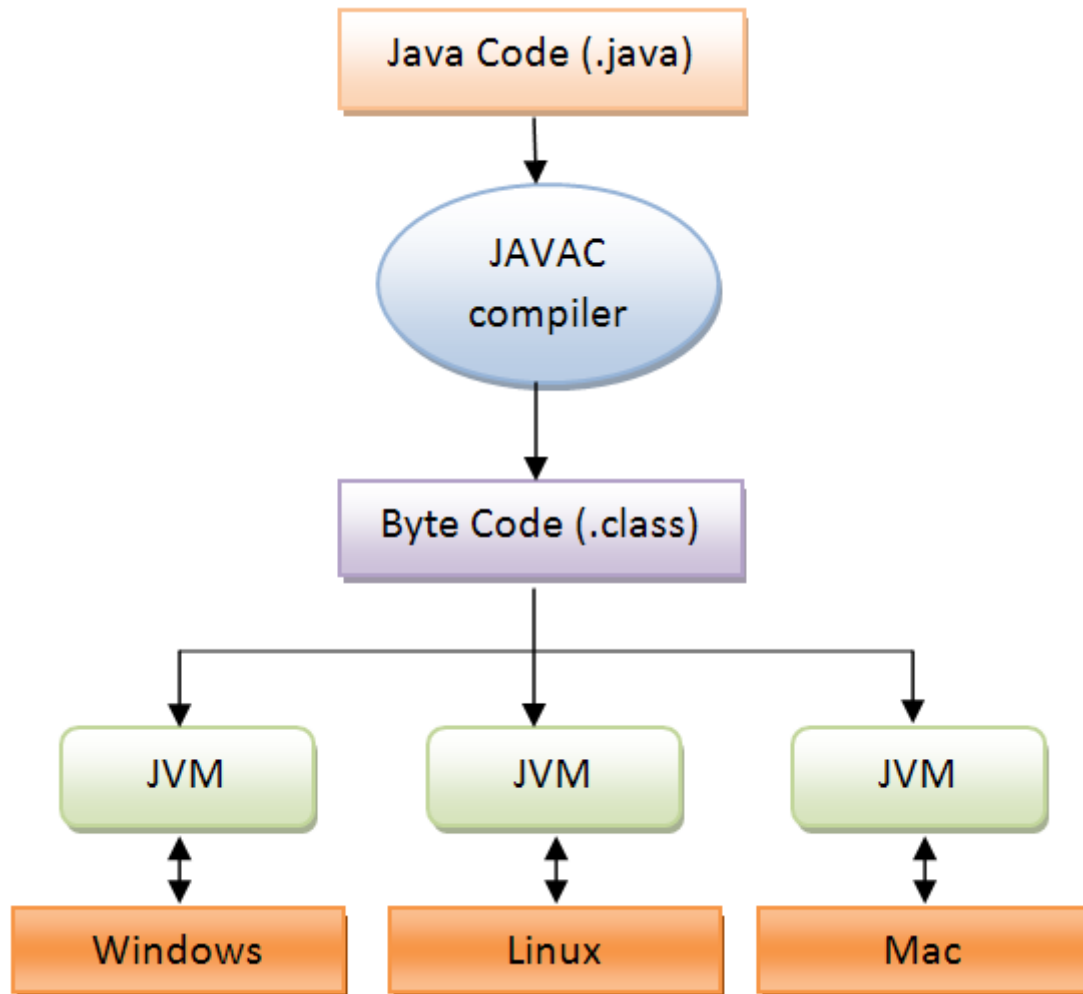 Java Code (.java)
JAVAC
compiler
Byte Code (.class)
JVM
JVM
JVM
Windows
Linux
Mac